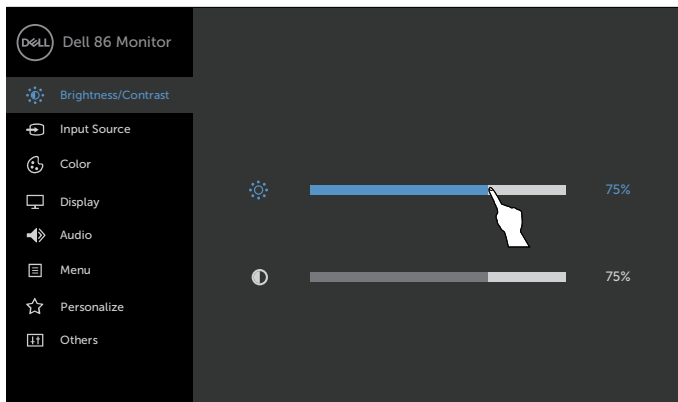 DELL Dell 86 Monitor
Brightness/Contrast
Input Source
Color
75%
Display
Audio
Menu
75%
Personalize
Others